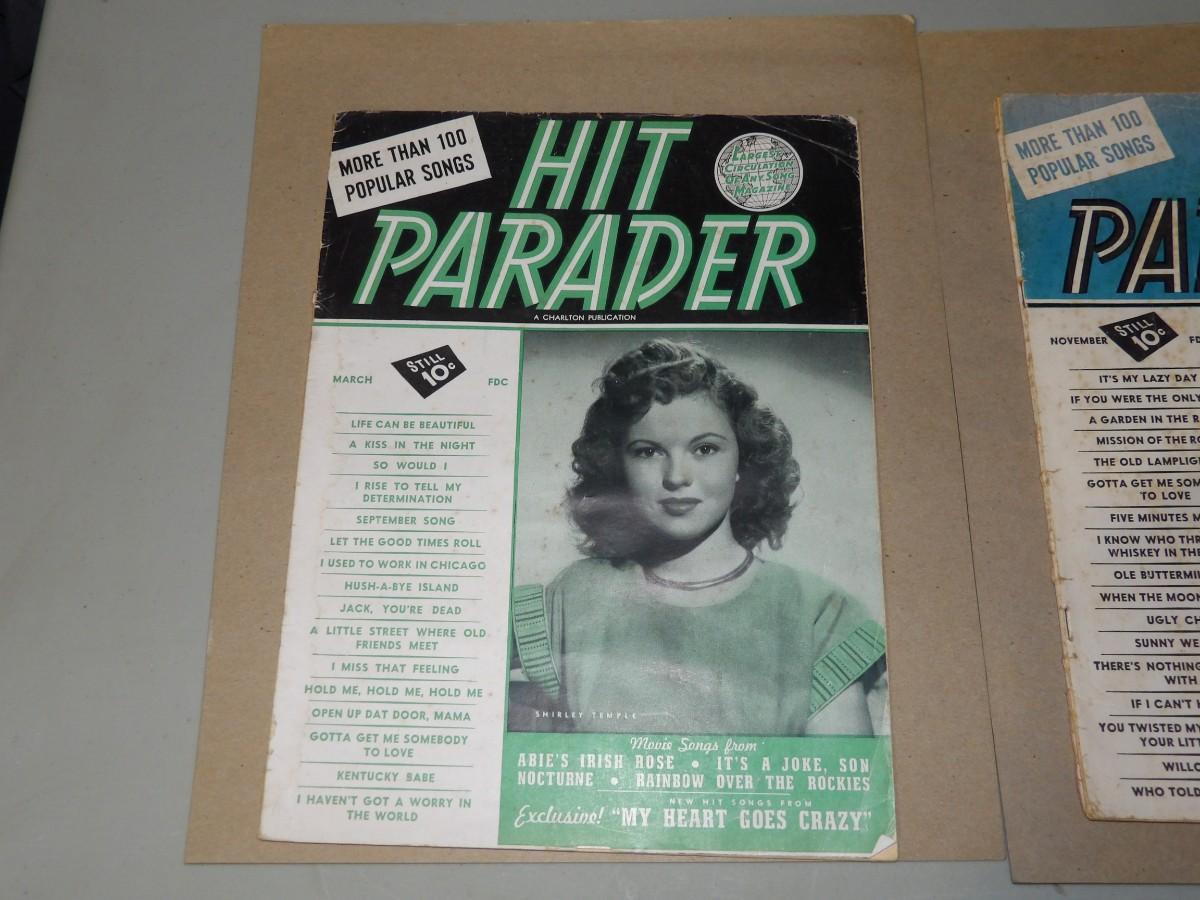 MORE THAN 100
POPULAR SONGS
HIT
PARADER
LARGEST
CIRCULATION
OF ANY SONG
MAGAZINE
A CHARLTON PUBLICATION
MARCH
STILL
10c
FDC
LIFE CAN BE BEAUTIFUL
A KISS IN THE NIGHT
SO WOULD I
I RISE TO TELL MY
DETERMINATION
SEPTEMBER SONG
LET THE GOOD TIMES ROLL
I USED TO WORK IN CHICAGO
HUSH-A-BYE ISLAND
JACK, YOU'RE DEAD
A LITTLE STREET WHERE OLD
FRIENDS MEET
I MISS THAT FEELING
HOLD ME, HOLD ME, HOLD ME
OPEN UP DAT DOOR, MAMA
GOTTA GET ME SOMEBODY
TO LOVE
KENTUCKY BABE
I HAVEN'T GOT A WORRY IN
THE WORLD
SHIRLEY TEMPLE
Movie Songs from
ABIE'S IRISH ROSE • IT'S A JOKE, SON
NOCTURNE • RAINBOW OVER THE ROCKIES
NEW HIT SONGS FROM
Exclusive! "MY HEART GOES CRAZY"
MORE THAN 100
POPULAR SONGS
PA
NOVEMBER
STILL
10c
FD
IT'S MY LAZY DAY
IF YOU WERE THE ONLY
A GARDEN IN THE R
MISSION OF THE RO
THE OLD LAMPLIG
GOTTA GET ME SOM
TO LOVE
FIVE MINUTES M
I KNOW WHO THR
WHISKEY IN THE
OLE BUTTERMI
WHEN THE MOON
UGLY CH
SUNNY WE
THERE'S NOTHING
WITH
IF I CAN'T
YOU TWISTED MY
YOUR LITT
WILLO
WHO TOLD